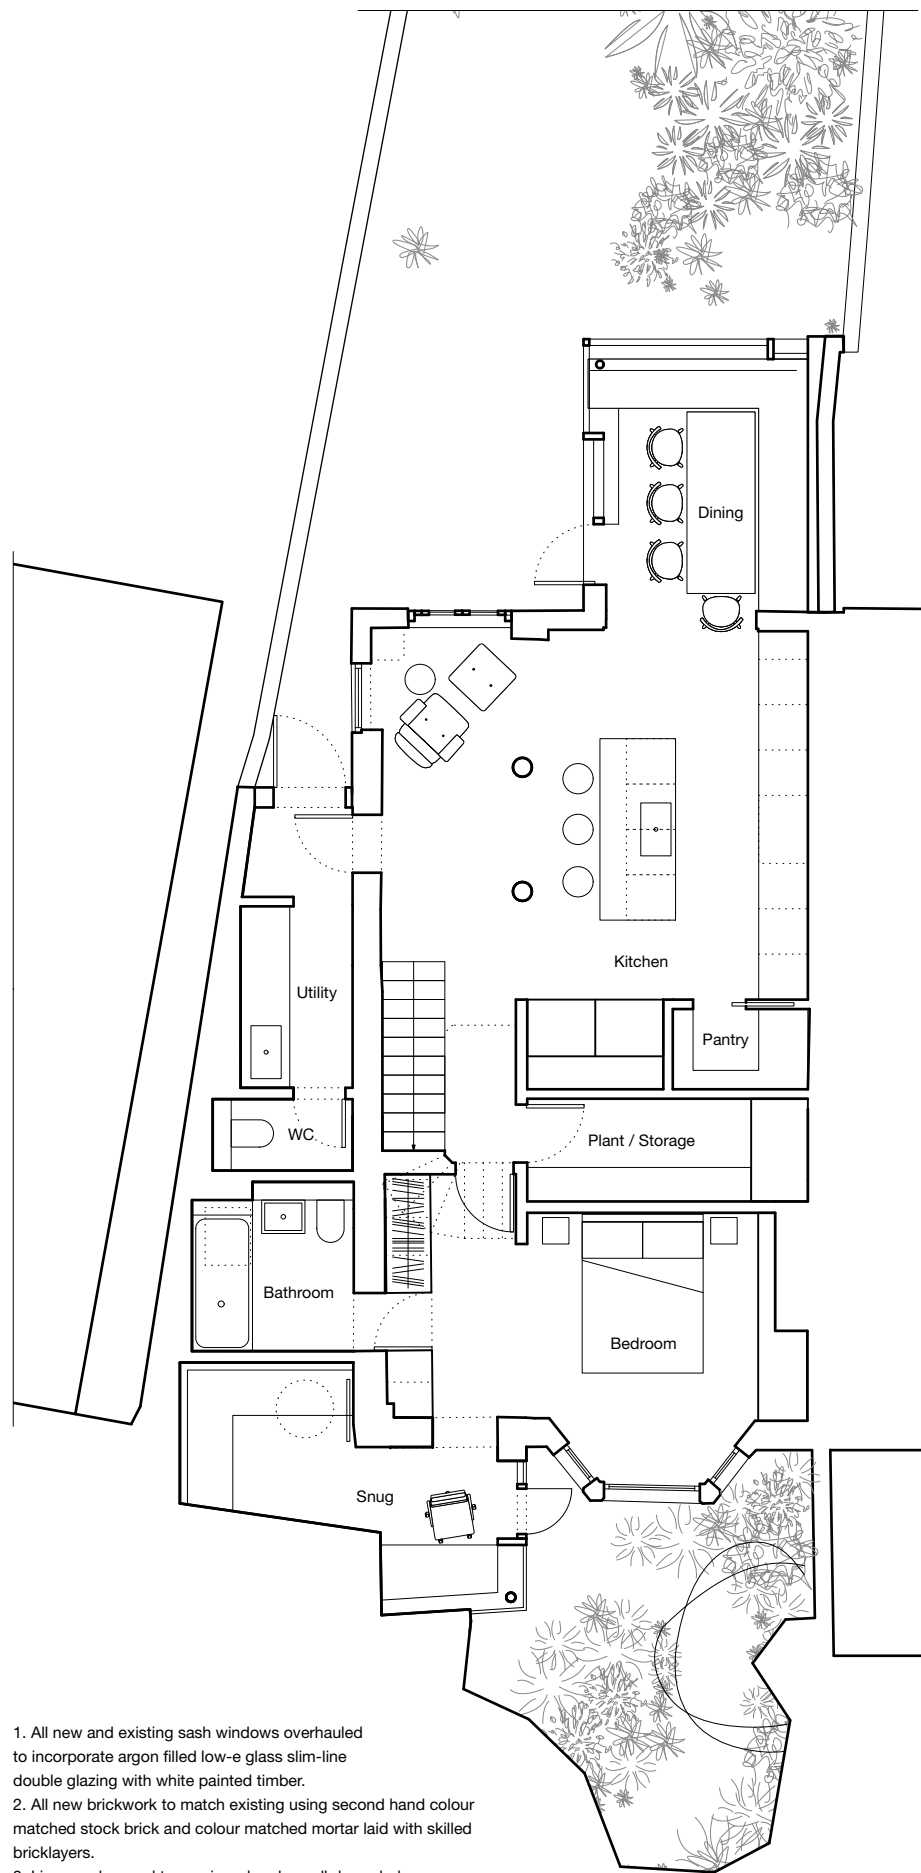 Dining
Kitchen
Utility
Pantry
WC
Plant / Storage
Bathroom
Bedroom
Snug
1. All new and existing sash windows overhauled
to incorporate argon filled low-e glass slim-line
double glazing with white painted timber.
2. All new brickwork to match existing using second hand colour
matched stock brick and colour matched mortar laid with skilled
bricklayers.